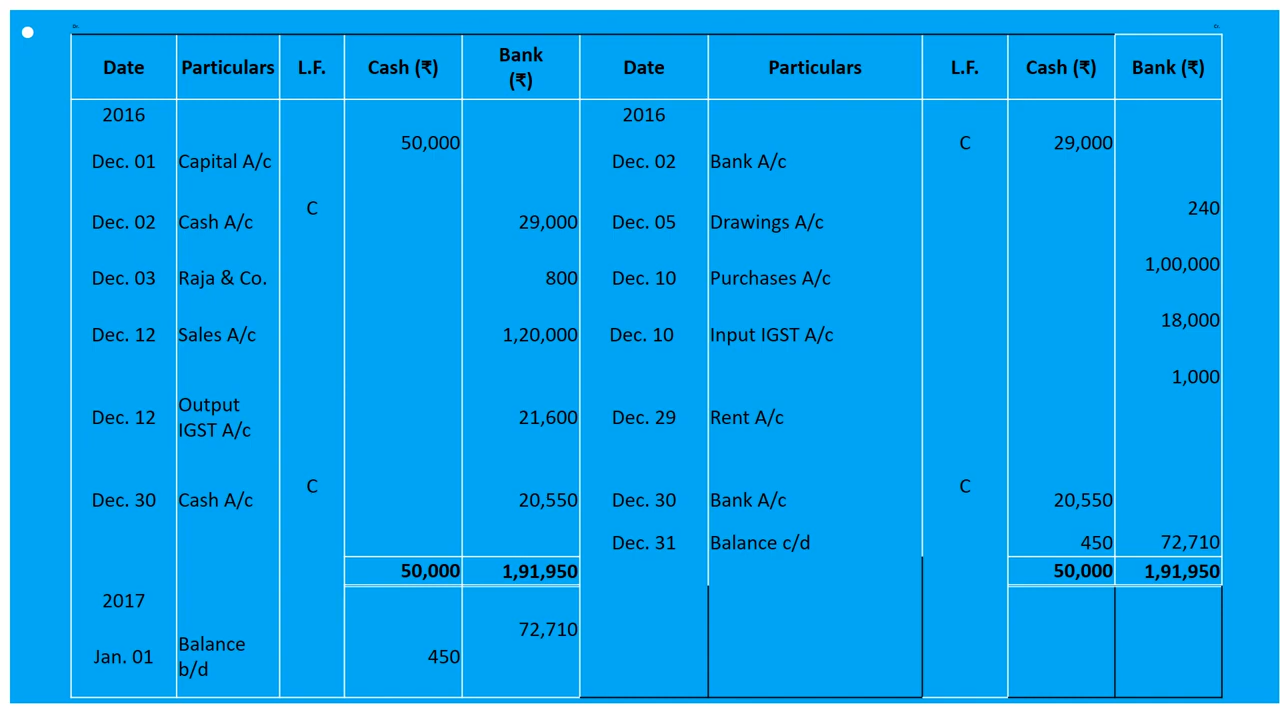 Date Particulars L.F. Cash (₹) Bank (₹) Date Particulars L.F. Cash (₹) Bank (₹)
2016 2016
Dec. 01 Capital A/c 50,000 Dec. 02 Bank A/c C 29,000
Dec. 02 Cash A/c C 29,000 Dec. 05 Drawings A/c 240
Dec. 03 Raja & Co. 800 Dec. 10 Purchases A/c 1,00,000
Dec. 12 Sales A/c 1,20,000 Dec. 10 Input IGST A/c 18,000
Dec. 12 Output IGST A/c 21,600 Dec. 29 Rent A/c 1,000
Dec. 30 Cash A/c C 20,550 Dec. 30 Bank A/c C 20,550
Dec. 31 Balance c/d 450 72,710
50,000 1,91,950 50,000 1,91,950
2017
Jan. 01 Balance b/d 450 72,710